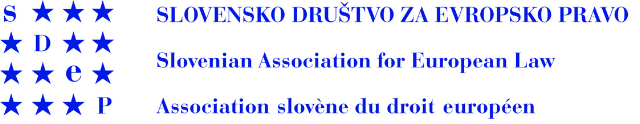 S ★ ★ ★ SLOVENSKO DRUŠTVO ZA EVROPSKO PRAVO
★ D ★ ★ Slovenian Association for European Law
★ ★ e ★
★ ★ ★ P Association slovène du droit européen